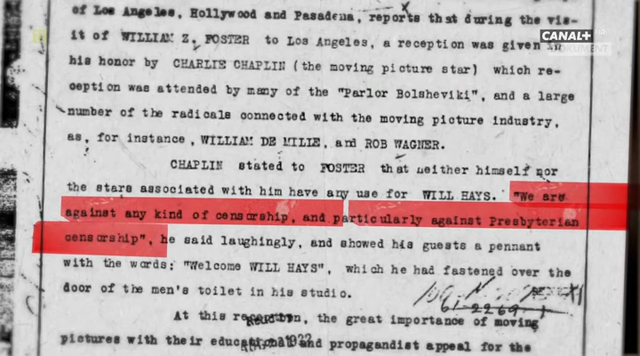 of Los Angeles, Hollywood and Pasadena, reports that during the vis-
CANAL+
DOKUMENT
it of WILLIAM Z. FOSTER to Los Angeles, a reception was given in
his honor by CHARLIE CHAPLIN (the moving picture star) which re-
ception was attended by many of the "Parlor Bolsheviki", and a large
number of the radicals connected with the moving picture industry,
as, for instance, WILLIAM DE MILLE, and ROB WAGNER.
CHAPLIN stated to FOSTER that neither himself nor
the stars associated with him have any use for WILL HAYS. "We are
against any kind of censorship, and particularly against Presbyterian
censorship", he said laughingly, and showed his guests a pennant
with the words: "Welcome WILL HAYS", which he had fastened over the
door of the men's toilet in his studio.
At this reception, the great importance of moving
pictures with their educational and propagandist appeal for the